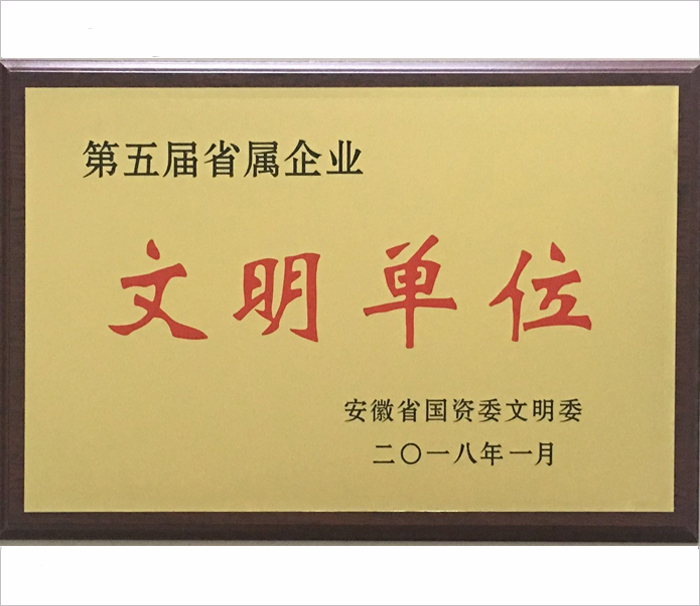 第五届省属企业
文明单位
安徽省国资委文明委
二〇一八年一月